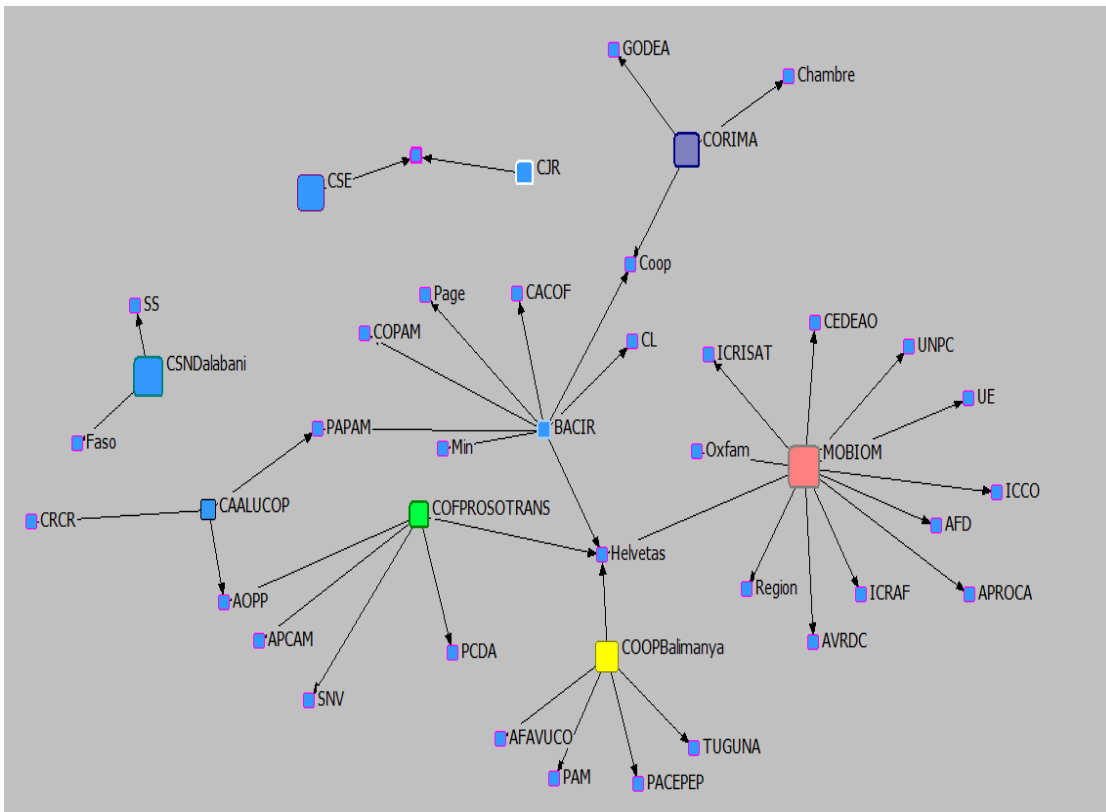 GODEA
Chambre
CORIMA
CJR
CSE
Coop
Page
CACOF
SS
CEDEAO
COPAM
CL
UNPC
ICRISAT
CSNDalabani
UE
PAPAM
BACIR
Faso
Min
Oxfam
MOBIOM
ICCO
CAALUCOP
COFPROSOTRANS
CRCR
AFD
Helvetas
Region
ICRAF
APROCA
AOPP
APCAM
PCDA
COOPBalimanya
AVRDC
SNV
AFAVUCO
TUGUNA
PAM
PACEPEP